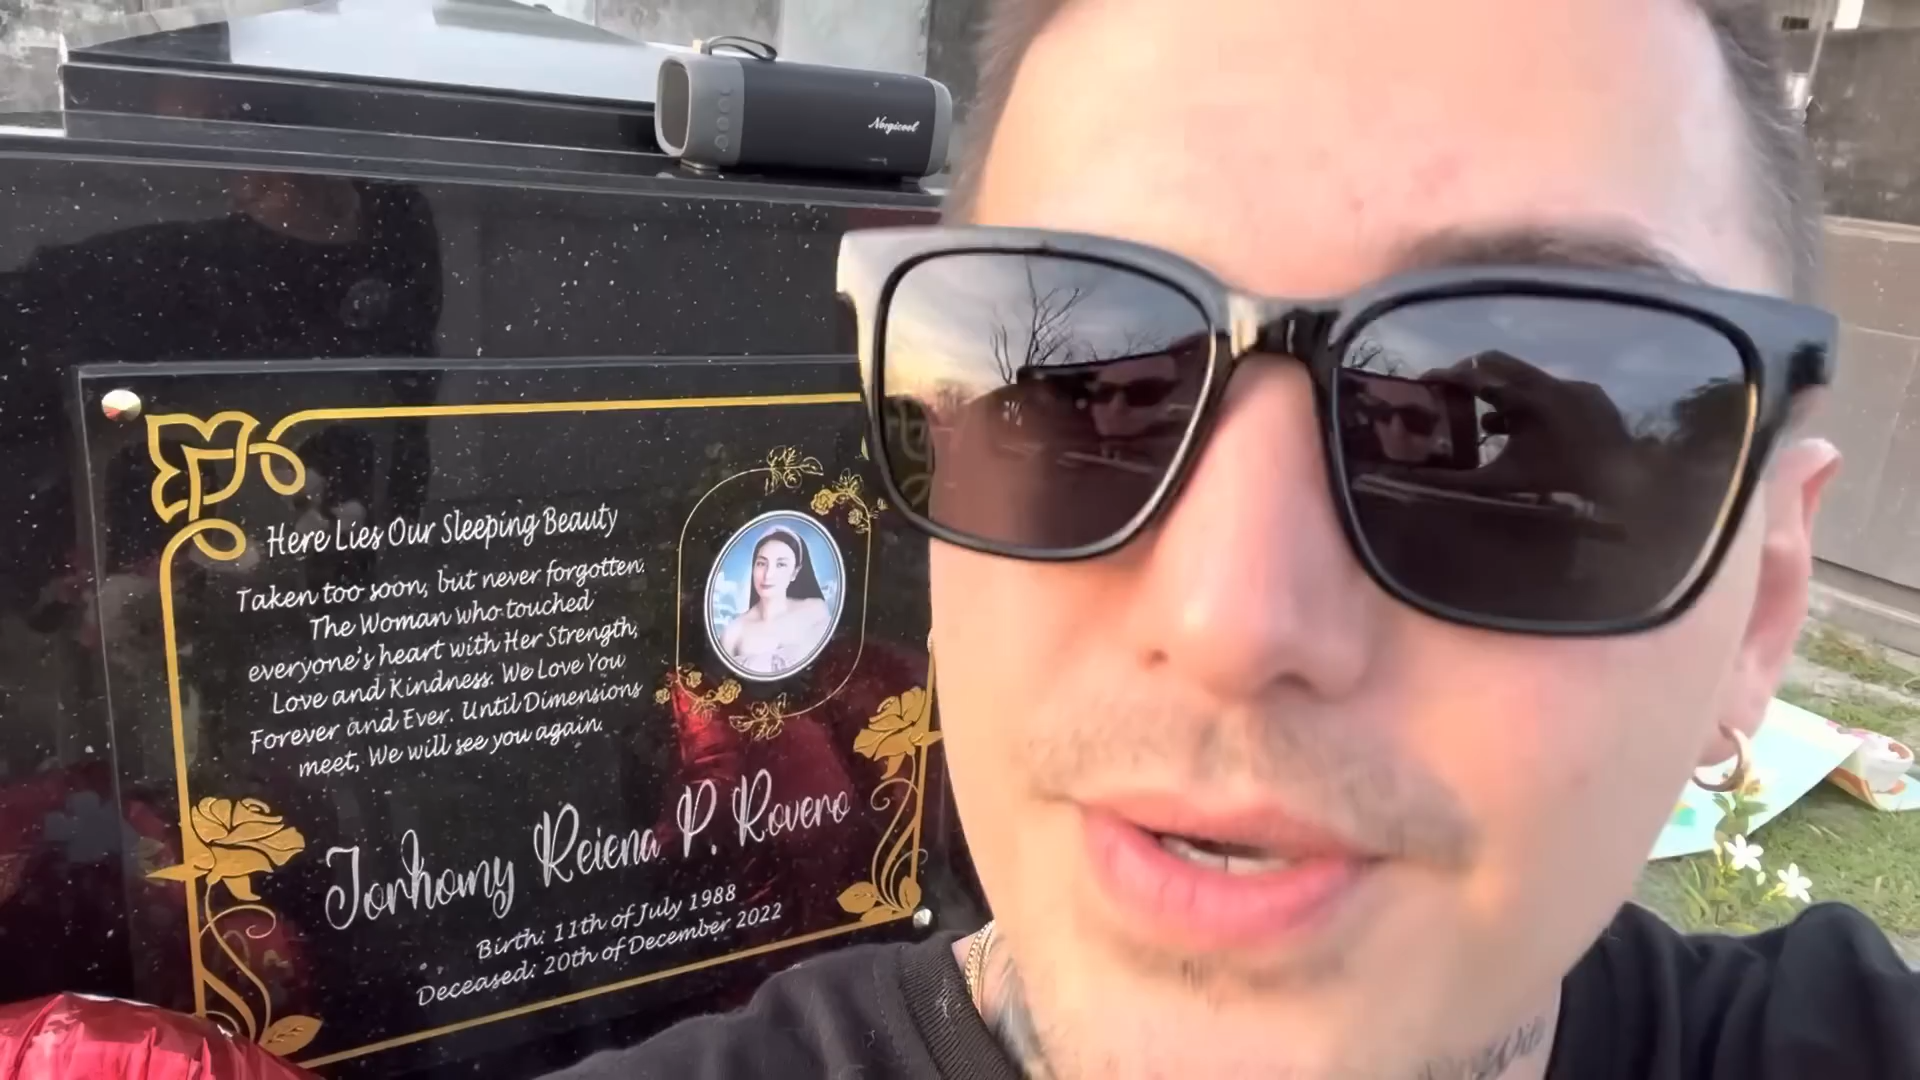 Norgicool
Here Lies Our Sleeping Beauty
Taken too soon, but never forgotten.
The Woman who touched
everyone's heart with Her Strength,
Love and Kindness. We Love You
Forever and Ever. Until Dimensions
meet, We will see you again.
Jonhomy Reiena P. Rovero
Birth: 11th of July 1988
Deceased: 20th of December 2022